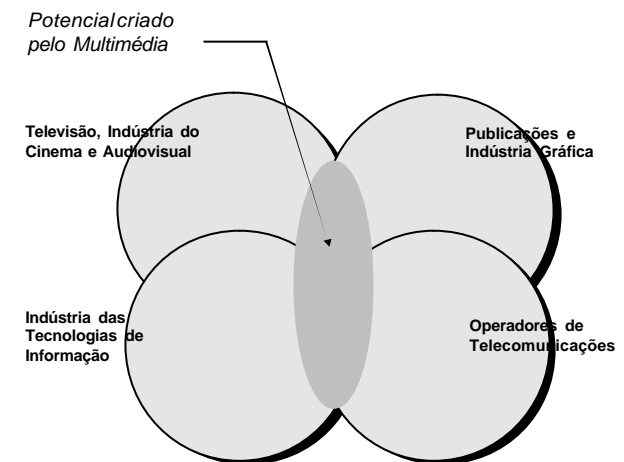 Potencial criado
pelo Multimédia
Televisão, Indústria do
Cinema e Audiovisual
Publicações e
Indústria Gráfica
Indústria das
Tecnologias de
Informação
Operadores de
Telecomunicações